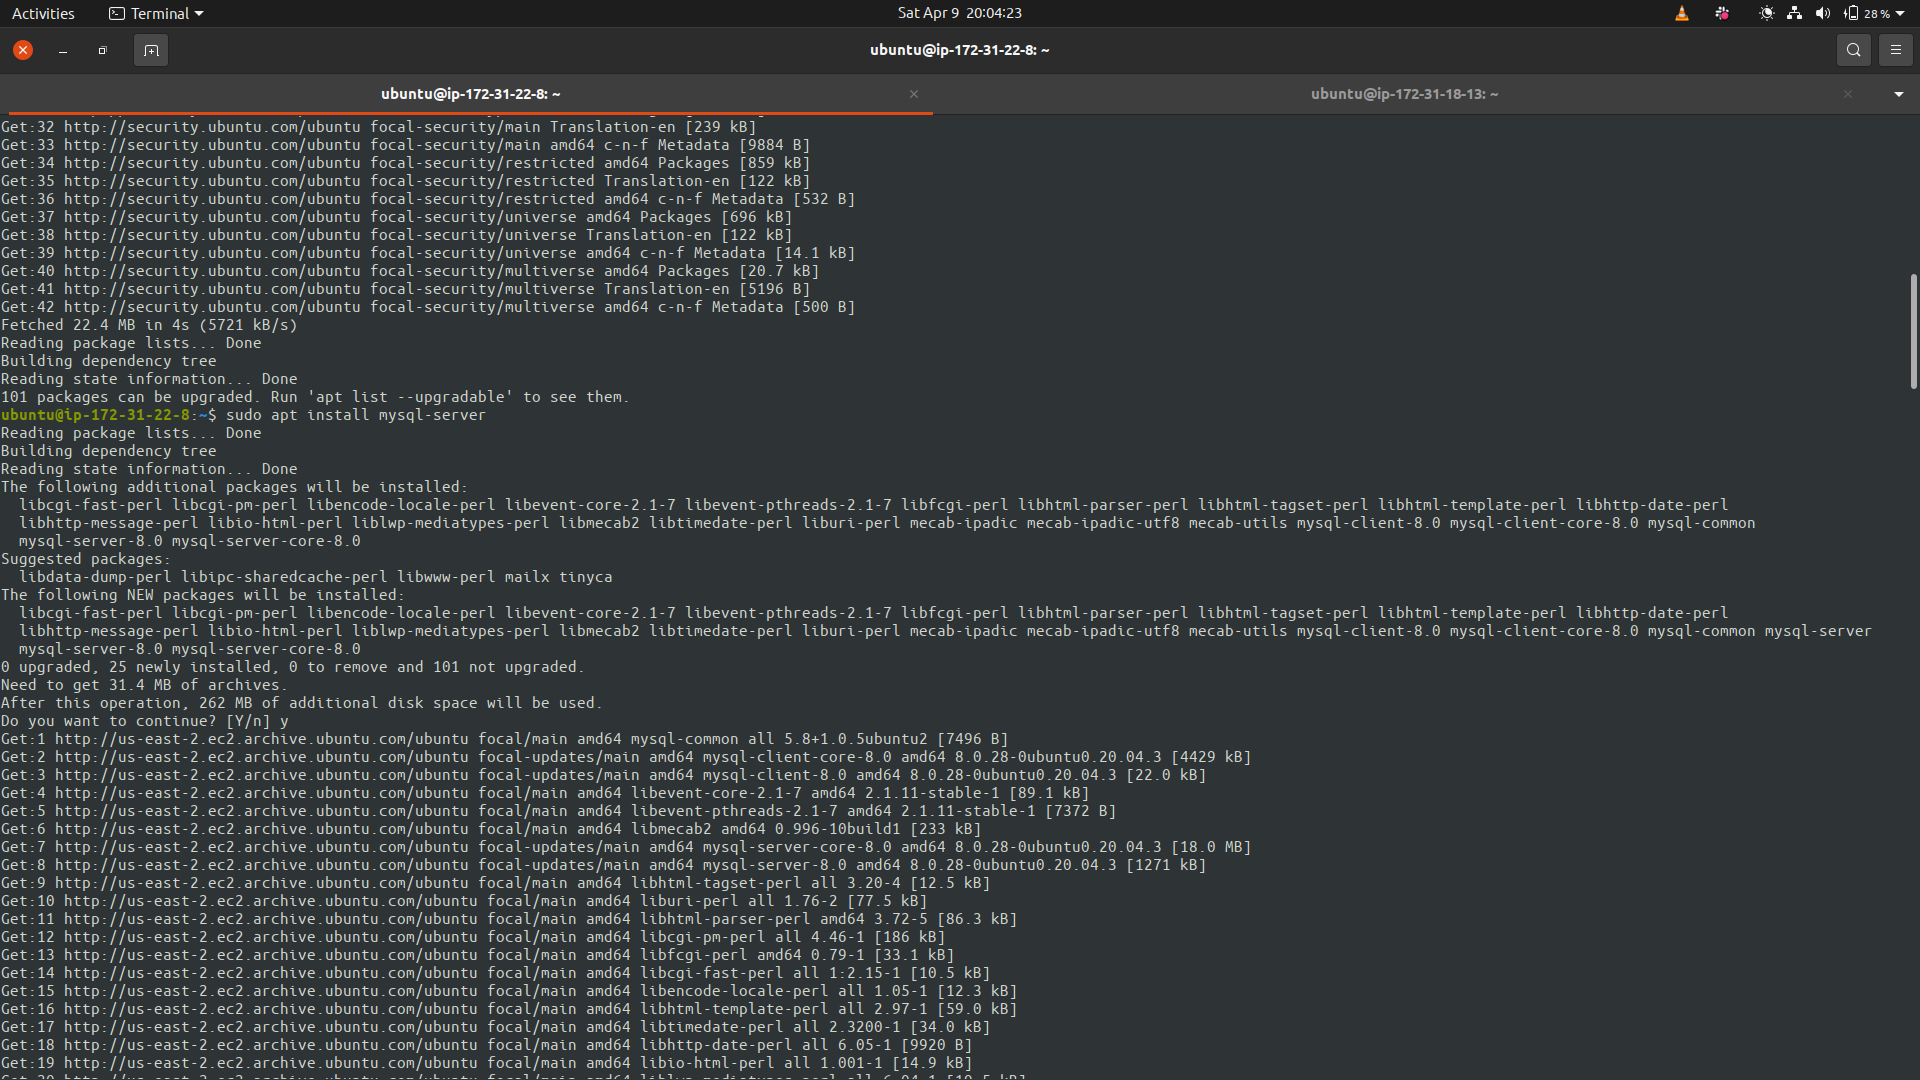 Activities Terminal Sat Apr 9 20:04:23 28 %
ubuntu@ip-172-31-22-8: ~
ubuntu@ip-172-31-22-8: ~ ubuntu@ip-172-31-18-13: ~
Get:32 http://security.ubuntu.com/ubuntu focal-security/main Translation-en [239 kB]
Get:33 http://security.ubuntu.com/ubuntu focal-security/main amd64 c-n-f Metadata [9884 B]
Get:34 http://security.ubuntu.com/ubuntu focal-security/restricted amd64 Packages [859 kB]
Get:35 http://security.ubuntu.com/ubuntu focal-security/restricted Translation-en [122 kB]
Get:36 http://security.ubuntu.com/ubuntu focal-security/restricted amd64 c-n-f Metadata [532 B]
Get:37 http://security.ubuntu.com/ubuntu focal-security/universe amd64 Packages [696 kB]
Get:38 http://security.ubuntu.com/ubuntu focal-security/universe Translation-en [122 kB]
Get:39 http://security.ubuntu.com/ubuntu focal-security/universe amd64 c-n-f Metadata [14.1 kB]
Get:40 http://security.ubuntu.com/ubuntu focal-security/multiverse amd64 Packages [20.7 kB]
Get:41 http://security.ubuntu.com/ubuntu focal-security/multiverse Translation-en [5196 B]
Get:42 http://security.ubuntu.com/ubuntu focal-security/multiverse amd64 c-n-f Metadata [500 B]
Fetched 22.4 MB in 4s (5721 kB/s)
Reading package lists... Done
Building dependency tree
Reading state information... Done
101 packages can be upgraded. Run 'apt list --upgradable' to see them.
ubuntu@ip-172-31-22-8:~$ sudo apt install mysql-server
Reading package lists... Done
Building dependency tree
Reading state information... Done
The following additional packages will be installed:
libcgi-fast-perl libcgi-pm-perl libencode-locale-perl libevent-core-2.1-7 libevent-pthreads-2.1-7 libfcgi-perl libhtml-parser-perl libhtml-tagset-perl libhtml-template-perl libhttp-date-perl
libhttp-message-perl libio-html-perl liblwp-mediatypes-perl libmecab2 libtimedate-perl liburi-perl mecab-ipadic mecab-ipadic-utf8 mecab-utils mysql-client-8.0 mysql-client-core-8.0 mysql-common
mysql-server-8.0 mysql-server-core-8.0
Suggested packages:
libdata-dump-perl libipc-sharedcache-perl libwww-perl mailx tinyca
The following NEW packages will be installed:
libcgi-fast-perl libcgi-pm-perl libencode-locale-perl libevent-core-2.1-7 libevent-pthreads-2.1-7 libfcgi-perl libhtml-parser-perl libhtml-tagset-perl libhtml-template-perl libhttp-date-perl
libhttp-message-perl libio-html-perl liblwp-mediatypes-perl libmecab2 libtimedate-perl liburi-perl mecab-ipadic mecab-ipadic-utf8 mecab-utils mysql-client-8.0 mysql-client-core-8.0 mysql-common mysql-server
mysql-server-8.0 mysql-server-core-8.0
0 upgraded, 25 newly installed, 0 to remove and 101 not upgraded.
Need to get 31.4 MB of archives.
After this operation, 262 MB of additional disk space will be used.
Do you want to continue? [Y/n] y
Get:1 http://us-east-2.ec2.archive.ubuntu.com/ubuntu focal/main amd64 mysql-common all 5.8+1.0.5ubuntu2 [7496 B]
Get:2 http://us-east-2.ec2.archive.ubuntu.com/ubuntu focal-updates/main amd64 mysql-client-core-8.0 amd64 8.0.28-0ubuntu0.20.04.3 [4429 kB]
Get:3 http://us-east-2.ec2.archive.ubuntu.com/ubuntu focal-updates/main amd64 mysql-client-8.0 amd64 8.0.28-0ubuntu0.20.04.3 [22.0 kB]
Get:4 http://us-east-2.ec2.archive.ubuntu.com/ubuntu focal/main amd64 libevent-core-2.1-7 amd64 2.1.11-stable-1 [89.1 kB]
Get:5 http://us-east-2.ec2.archive.ubuntu.com/ubuntu focal/main amd64 libevent-pthreads-2.1-7 amd64 2.1.11-stable-1 [7372 B]
Get:6 http://us-east-2.ec2.archive.ubuntu.com/ubuntu focal/main amd64 libmecab2 amd64 0.996-10build1 [233 kB]
Get:7 http://us-east-2.ec2.archive.ubuntu.com/ubuntu focal-updates/main amd64 mysql-server-core-8.0 amd64 8.0.28-0ubuntu0.20.04.3 [18.0 MB]
Get:8 http://us-east-2.ec2.archive.ubuntu.com/ubuntu focal-updates/main amd64 mysql-server-8.0 amd64 8.0.28-0ubuntu0.20.04.3 [1271 kB]
Get:9 http://us-east-2.ec2.archive.ubuntu.com/ubuntu focal/main amd64 libhtml-tagset-perl all 3.20-4 [12.5 kB]
Get:10 http://us-east-2.ec2.archive.ubuntu.com/ubuntu focal/main amd64 liburi-perl all 1.76-2 [77.5 kB]
Get:11 http://us-east-2.ec2.archive.ubuntu.com/ubuntu focal/main amd64 libhtml-parser-perl amd64 3.72-5 [86.3 kB]
Get:12 http://us-east-2.ec2.archive.ubuntu.com/ubuntu focal/main amd64 libcgi-pm-perl all 4.46-1 [186 kB]
Get:13 http://us-east-2.ec2.archive.ubuntu.com/ubuntu focal/main amd64 libfcgi-perl amd64 0.79-1 [33.1 kB]
Get:14 http://us-east-2.ec2.archive.ubuntu.com/ubuntu focal/main amd64 libcgi-fast-perl all 1:2.15-1 [10.5 kB]
Get:15 http://us-east-2.ec2.archive.ubuntu.com/ubuntu focal/main amd64 libencode-locale-perl all 1.05-1 [12.3 kB]
Get:16 http://us-east-2.ec2.archive.ubuntu.com/ubuntu focal/main amd64 libhtml-template-perl all 2.97-1 [59.0 kB]
Get:17 http://us-east-2.ec2.archive.ubuntu.com/ubuntu focal/main amd64 libtimedate-perl all 2.3200-1 [34.0 kB]
Get:18 http://us-east-2.ec2.archive.ubuntu.com/ubuntu focal/main amd64 libhttp-date-perl all 6.05-1 [9920 B]
Get:19 http://us-east-2.ec2.archive.ubuntu.com/ubuntu focal/main amd64 libio-html-perl all 1.001-1 [14.9 kB]